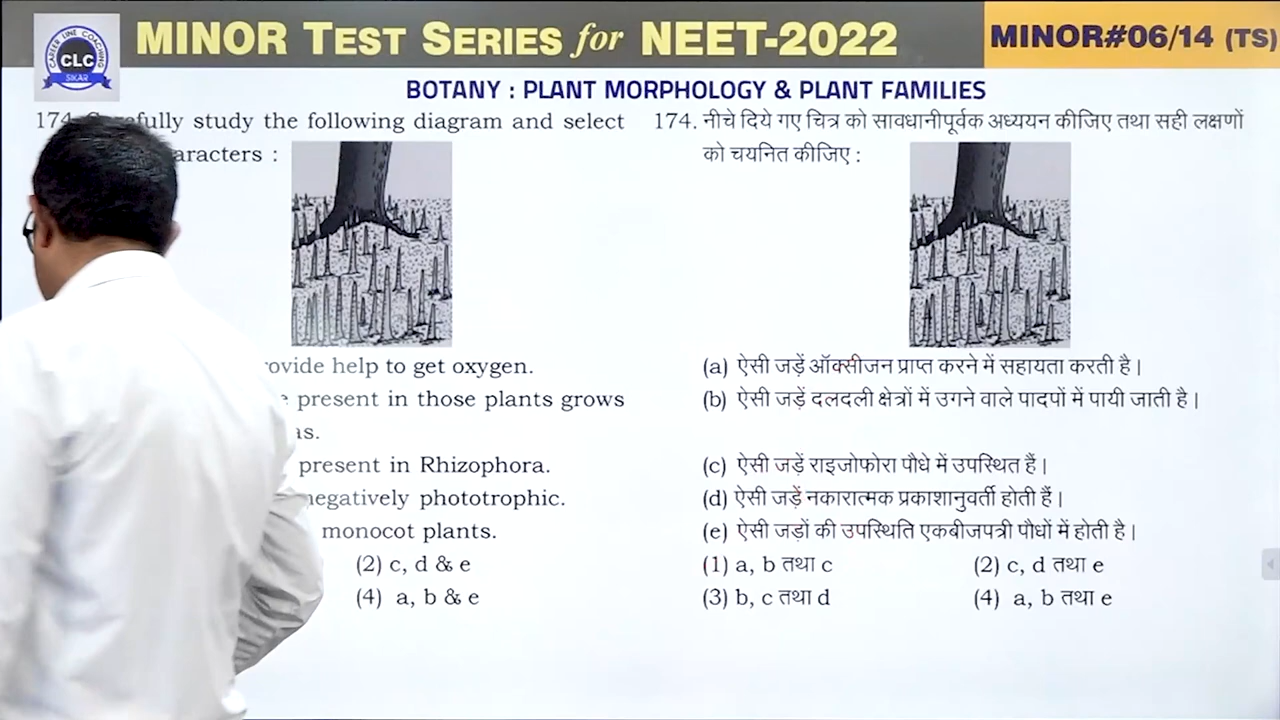 CAREER LINE COACHING
CLC
SIKAR
MINOR TEST SERIES for NEET-2022
MINOR#06/14 (TS)
BOTANY : PLANT MORPHOLOGY & PLANT FAMILIES
174. the following diagram and select
:
rovide help to get oxygen.
present in those plants grows
present in Rhizophora.
negatively phototrophic.
monocot plants.
(2) c, d & e
(4) a, b & e
174. नीचे दिये गए चित्र को सावधानीपूर्वक अध्ययन कीजिए तथा सही लक्षणों
को चयनित कीजिए :
(a) ऐसी जड़ें ऑक्सीजन प्राप्त करने में सहायता करती है।
(b) ऐसी जड़ें दलदली क्षेत्रों में उगने वाले पादपों में पायी जाती है।
(c) ऐसी जड़ें राइजोफोरा पौधे में उपस्थित हैं।
(d) ऐसी जड़ें नकारात्मक प्रकाशानुवर्ती होती हैं।
(e) ऐसी जड़ों की उपस्थिति एकबीजपत्री पौधों में होती है।
(1) a, b तथा c (2) c, d तथा e
(3) b, c तथा d (4) a, b तथा e